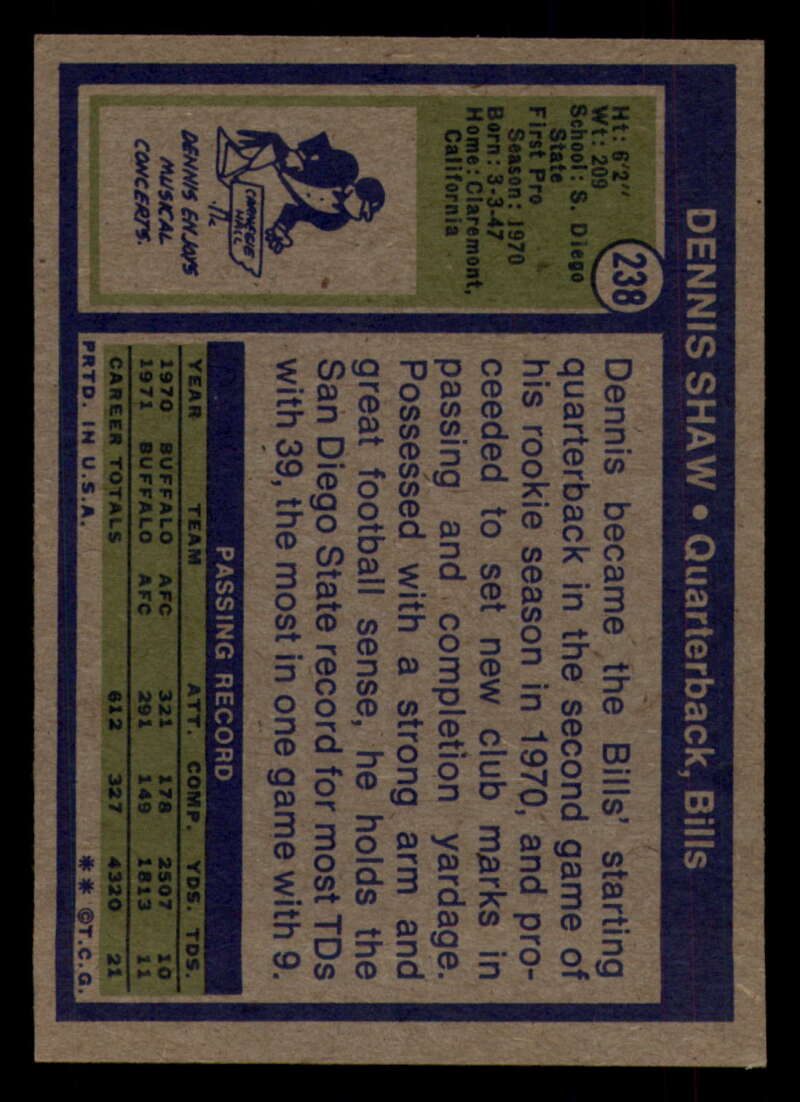 DENNIS SHAW • Quarterback, Bills
238
Ht: 6'2"
Wt: 209
School: S. Diego
State
First Pro
Season: 1970
Born: 3-3-47
Home: Claremont,
California
CARNEGIE
HALL
DENNIS ENJOYS
MUSICAL
CONCERTS.
Dennis became the Bills' starting
quarterback in the second game of
his rookie season in 1970, and pro-
ceeded to set new club marks in
passing and completion yardage.
Possessed with a strong arm and
great football sense, he holds the
San Diego State record for most TDs
with 39, the most in one game with 9.
PASSING RECORD
YEAR TEAM ATT. COMP. YDS. TDS.
1970 BUFFALO AFC 321 178 2507 10
1971 BUFFALO AFC 291 149 1813 11
CAREER TOTALS 612 327 4320 21
PRTD. IN U.S.A. ** ©T.C.G.